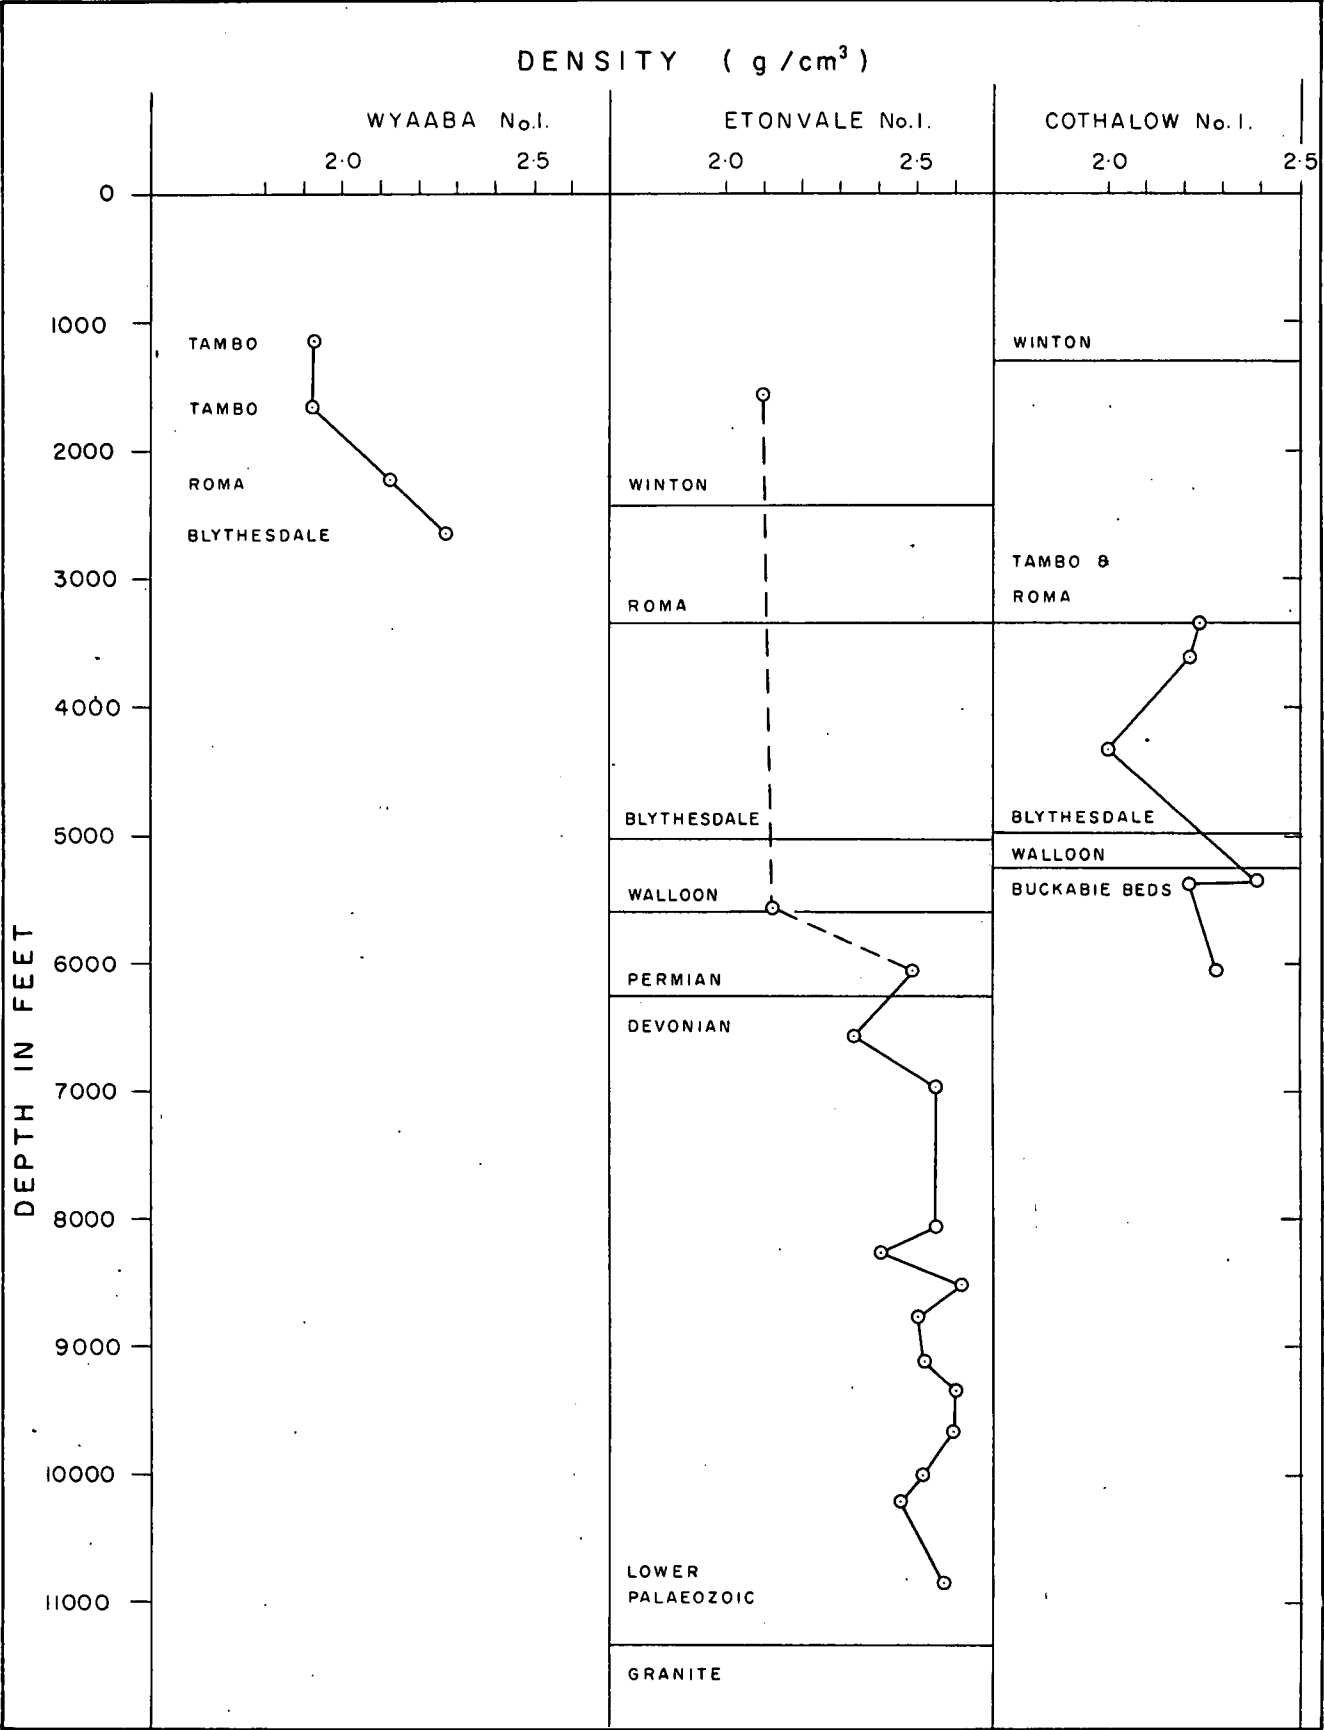 DENSITY ( g/cm³ )
WYAABA No.1.
ETONVALE No.1.
COTHALOW No.1.
2·0 2·5
2·0 2·5
2·0 2·5
DEPTH IN FEET
0
1000
2000
3000
4000
5000
6000
7000
8000
9000
10000
11000
TAMBO
TAMBO
ROMA
BLYTHESDALE
WINTON
ROMA
BLYTHESDALE
WALLOON
PERMIAN
DEVONIAN
LOWER
PALAEOZOIC
GRANITE
WINTON
TAMBO &
ROMA
BLYTHESDALE
WALLOON
BUCKABIE BEDS